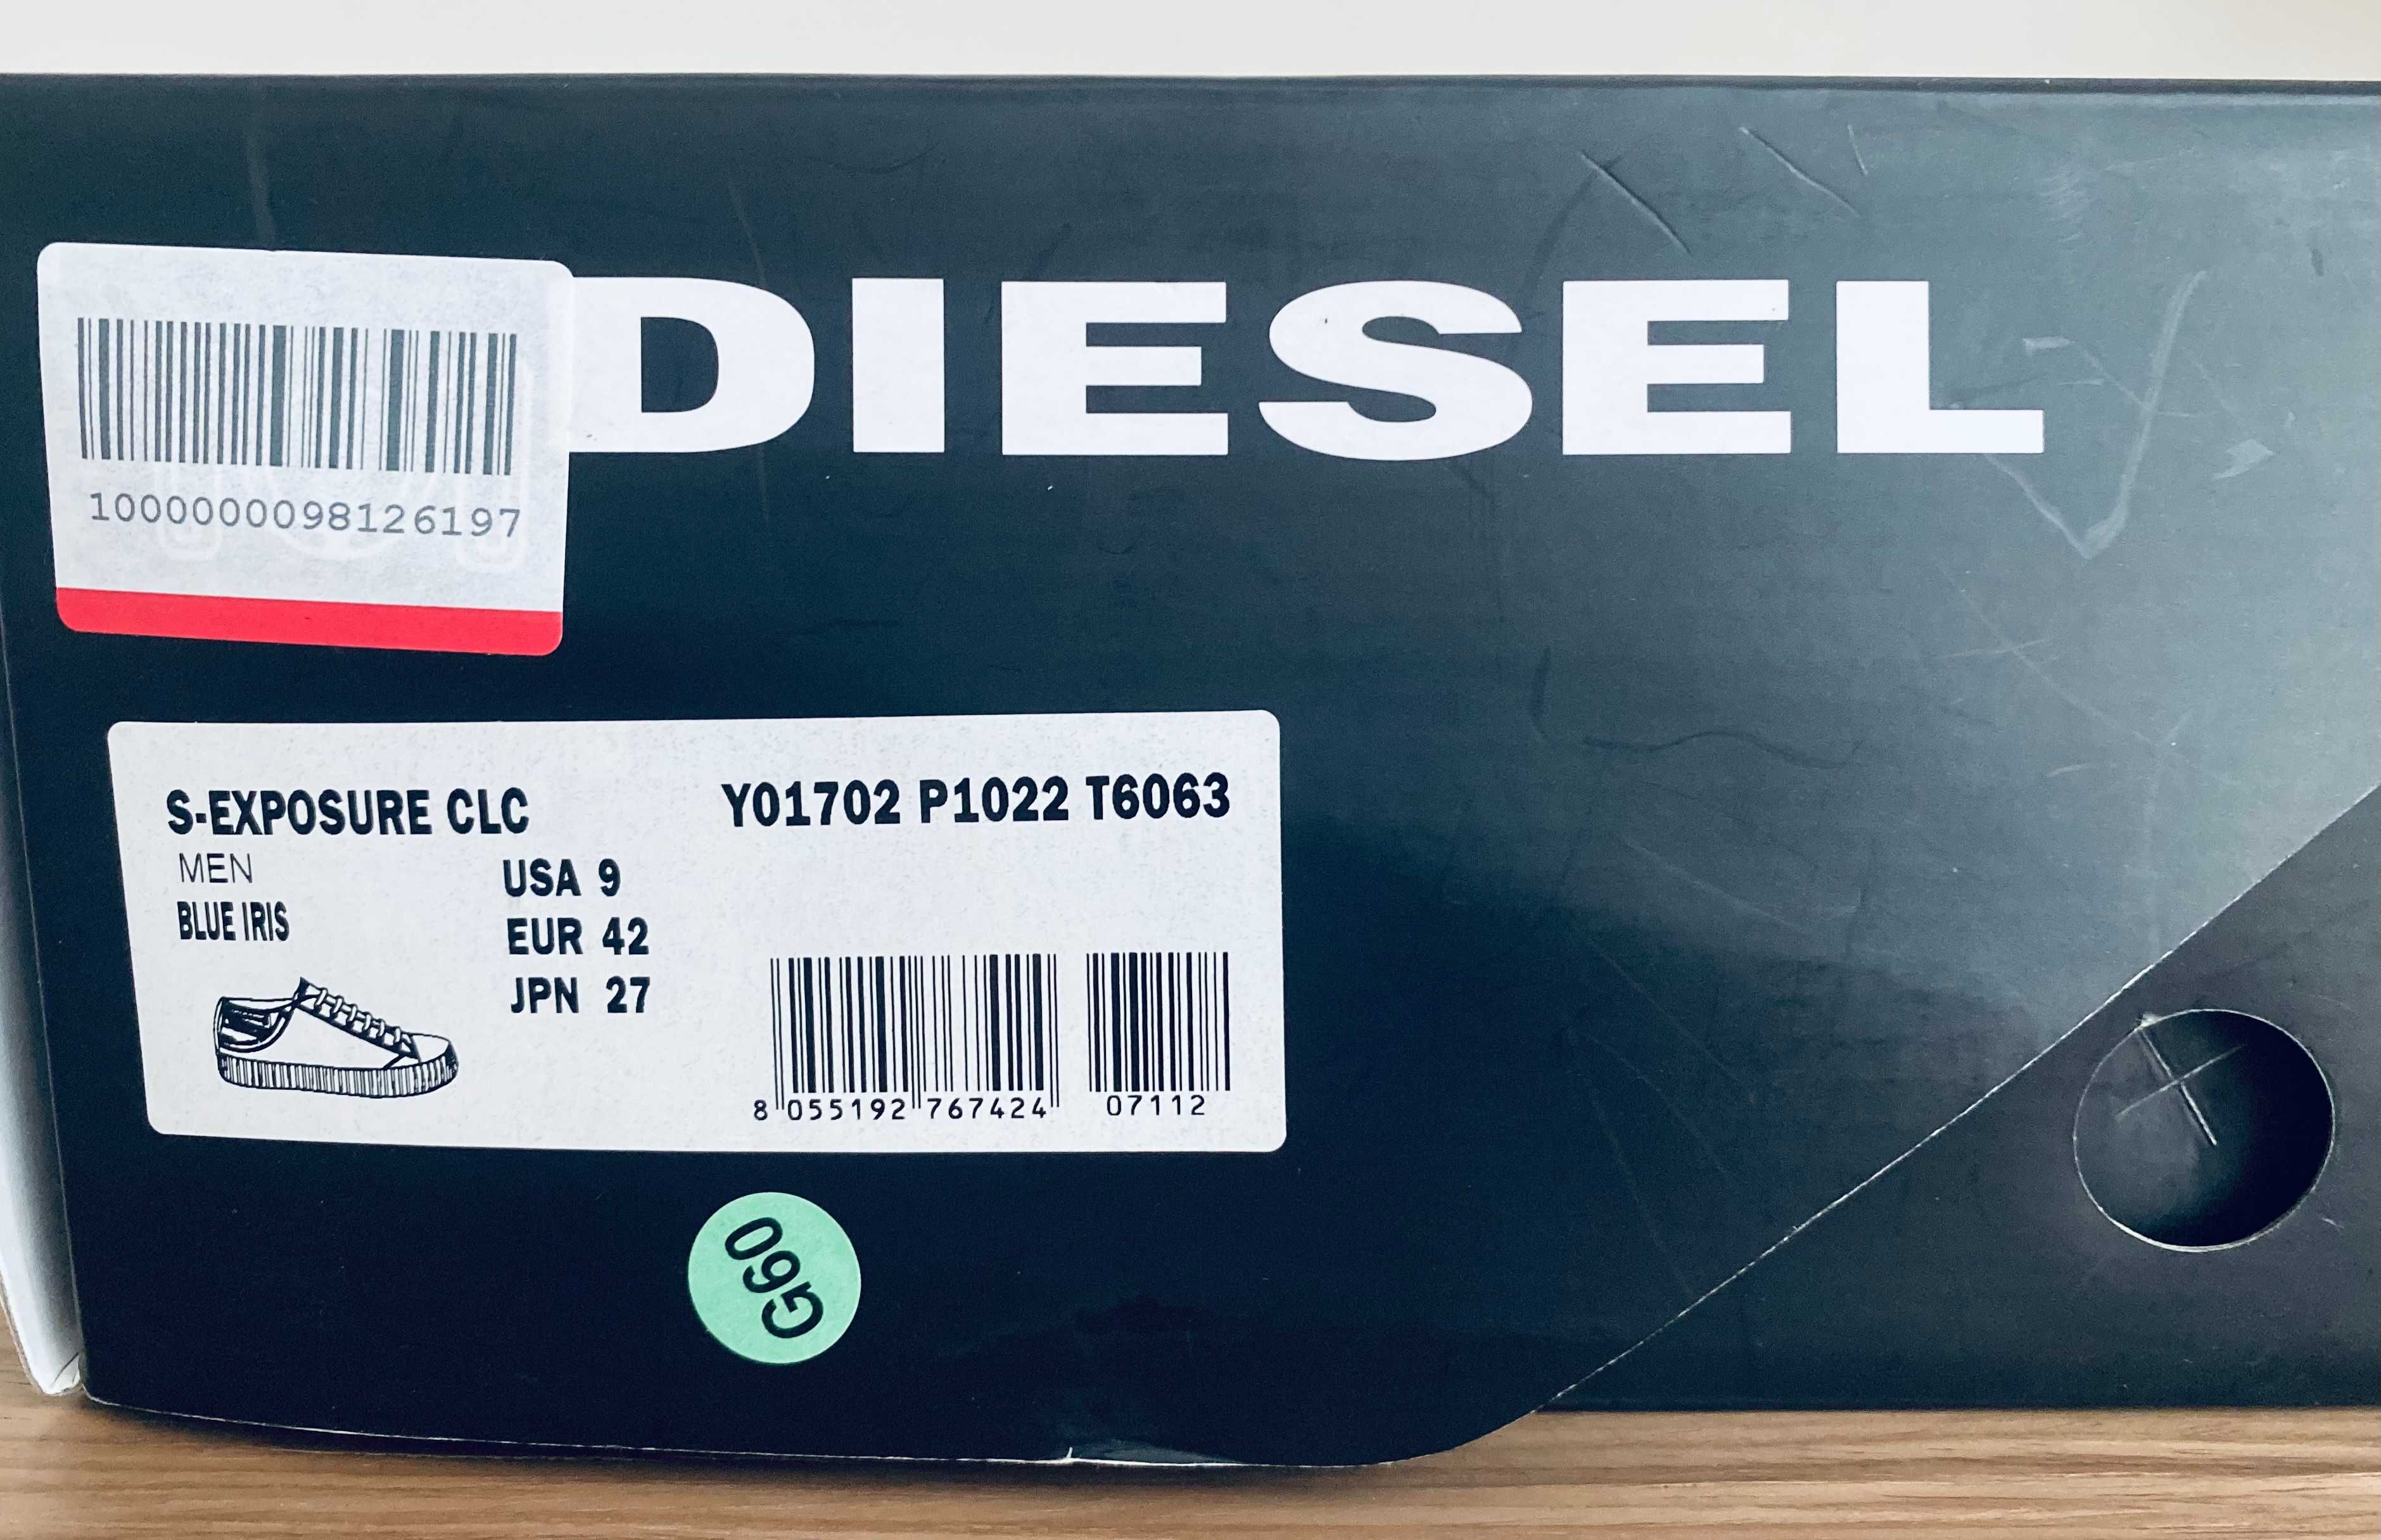 DIESEL
1000000098126197
S-EXPOSURE CLC
Y01702 P1022 T6063
MEN
USA 9
BLUE IRIS
EUR 42
JPN 27
8 055192 767424
07112
G60